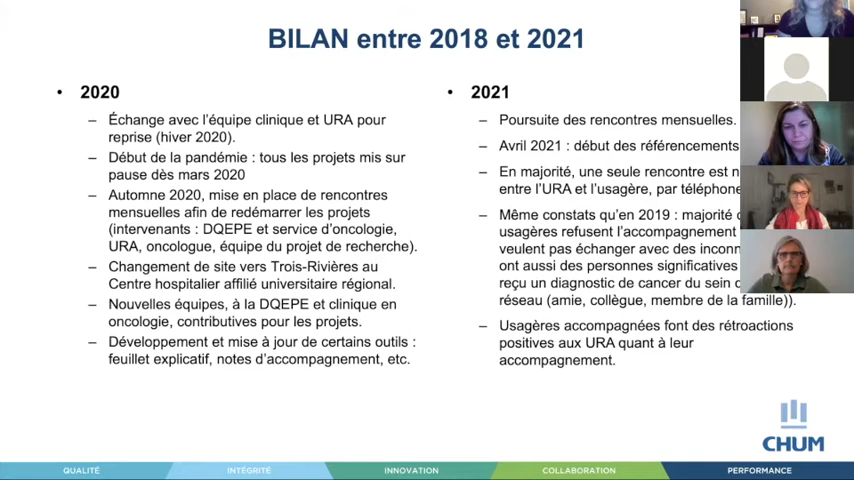 BILAN entre 2018 et 2021
• 2020
– Échange avec l'équipe clinique et URA pour
reprise (hiver 2020).
– Début de la pandémie : tous les projets mis sur
pause dès mars 2020
– Automne 2020, mise en place de rencontres
mensuelles afin de redémarrer les projets
(intervenants : DQEPE et service d'oncologie,
URA, oncologue, équipe du projet de recherche).
– Changement de site vers Trois-Rivières au
Centre hospitalier affilié universitaire régional.
– Nouvelles équipes, à la DQEPE et clinique en
oncologie, contributives pour les projets.
– Développement et mise à jour de certains outils :
feuillet explicatif, notes d'accompagnement, etc.
• 2021
– Poursuite des rencontres mensuelles.
– Avril 2021 : début des référencements
– En majorité, une seule rencontre est
entre l'URA et l'usagère, par téléphone
– Même constats qu'en 2019 : majorité
usagères refusent l'accompagnement
veulent pas échanger avec des
ont aussi des personnes significatives
reçu un diagnostic de cancer du sein
réseau (amie, collègue, membre de la famille)).
– Usagères accompagnées font des rétroactions
positives aux URA quant à leur
accompagnement.
CHUM
QUALITÉ
INTÉGRITÉ
INNOVATION
COLLABORATION
PERFORMANCE